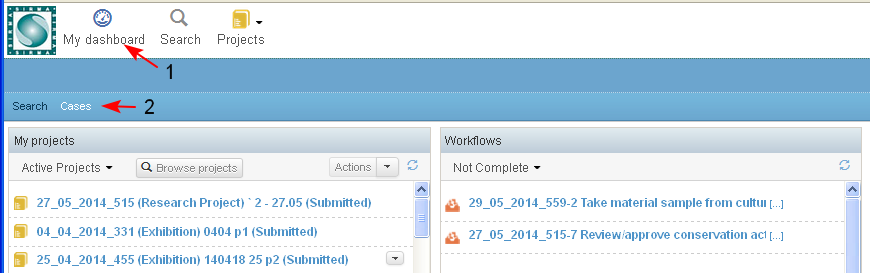 SIRMA
My dashboard Search Projects
1
Search Cases 2
My projects
Active Projects Browse projects Actions
27_05_2014_515 (Research Project) ` 2 - 27.05 (Submitted)
04_04_2014_331 (Exhibition) 0404 p1 (Submitted)
25_04_2014_455 (Exhibition) 140418 25 p2 (Submitted)
Workflows
Not Complete
29_05_2014_559-2 Take material sample from cultu [...]
27_05_2014_515-7 Review/approve conservation act [...]